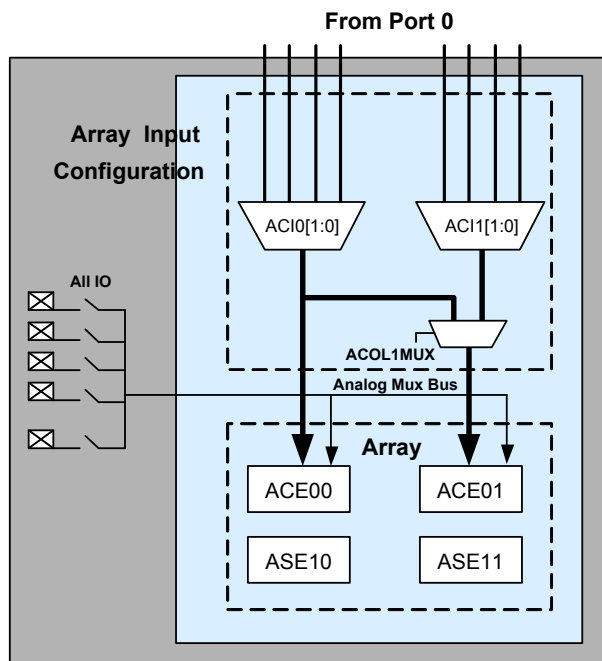 From Port 0
Array Input
Configuration
ACI0[1:0]
ACI1[1:0]
All IO
ACOL1MUX
Analog Mux Bus
Array
ACE00
ACE01
ASE10
ASE11